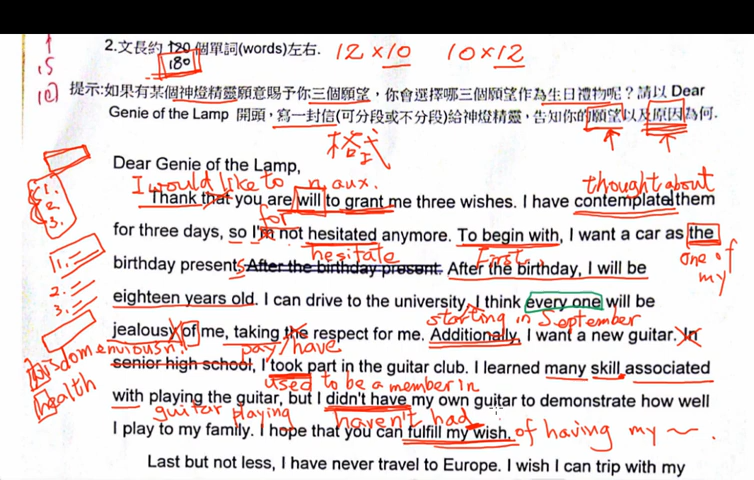 2.文長約 120 個單詞(words)左右. 12 × 10 10 × 12
180
15
提示:如果有某個神燈精靈願意賜予你三個願望，你會選擇哪三個願望作為生日禮物呢？請以 Dear
Genie of the Lamp 開頭，寫一封信(可分段或不分段)給神燈精靈，告知你的願望以及原因為何.
格式
Dear Genie of the Lamp,
I would like to n aux. thought about
Thank that you are will to grant me three wishes. I have contemplated them
1. 2. 3.
for
for three days, so I'm not hesitated anymore. To begin with, I want a car as the
hesitate First, one of my
birthday presents After the birthday present. After the birthday, I will be
1. 2. 3.
eighteen years old. I can drive to the university, I think every one will be
starting in September
jealousy of me, taking the respect for me. Additionally, I want a new guitar. In
wisdom envious pay/have
senior high school, I took part in the guitar club. I learned many skill associated
health used to be a member in
with playing the guitar, but I didn't have my own guitar to demonstrate how well
guitar playing haven't had
I play to my family. I hope that you can fulfill my wish. of having my ~.
Last but not less, I have never travel to Europe. I wish I can trip with my